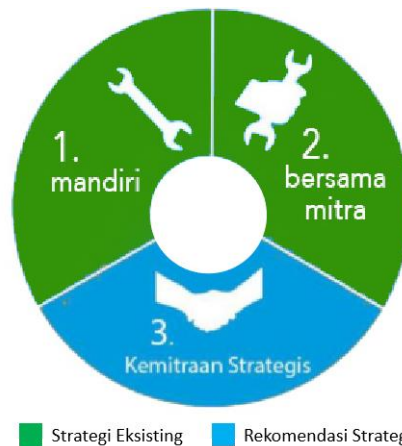 1.
mandiri
2.
bersama
mitra
3.
Kemitraan Strategis
Strategi Eksisting
Rekomendasi Strateg